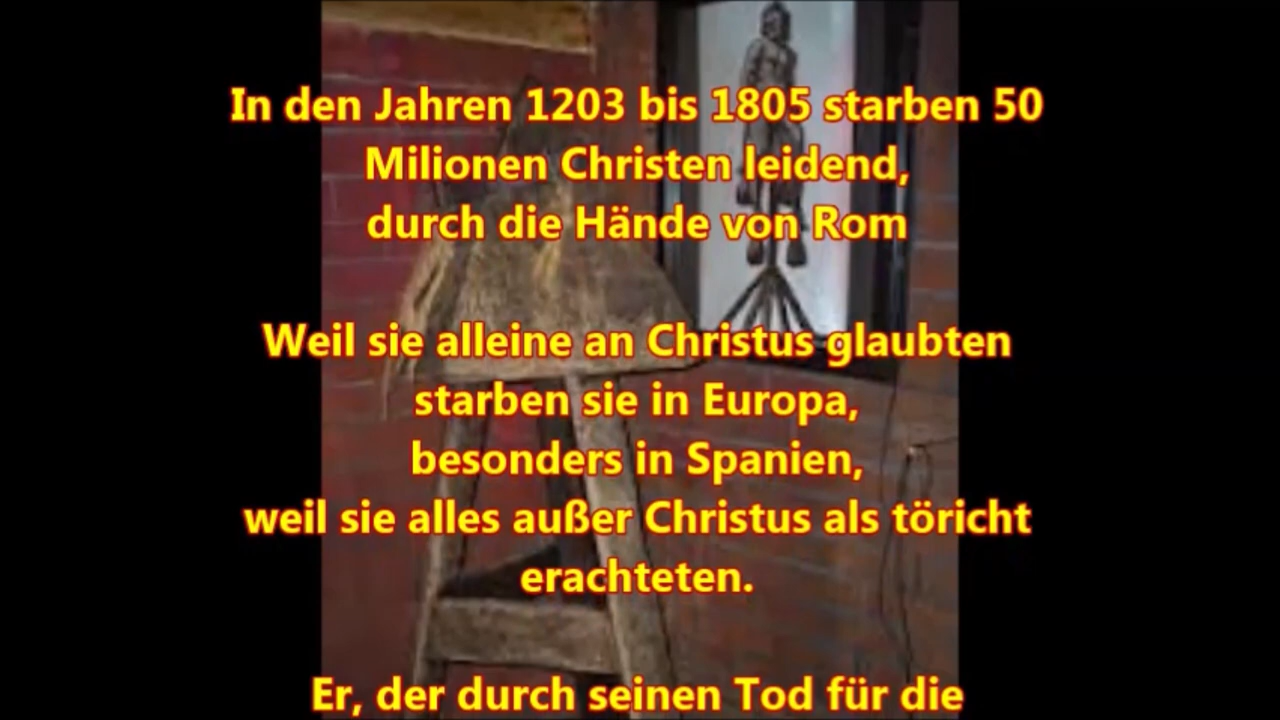 In den Jahren 1203 bis 1805 starben 50
Milionen Christen leidend,
durch die Hände von Rom
Weil sie alleine an Christus glaubten
starben sie in Europa,
besonders in Spanien,
weil sie alles außer Christus als töricht
erachteten.
Er, der durch seinen Tod für die